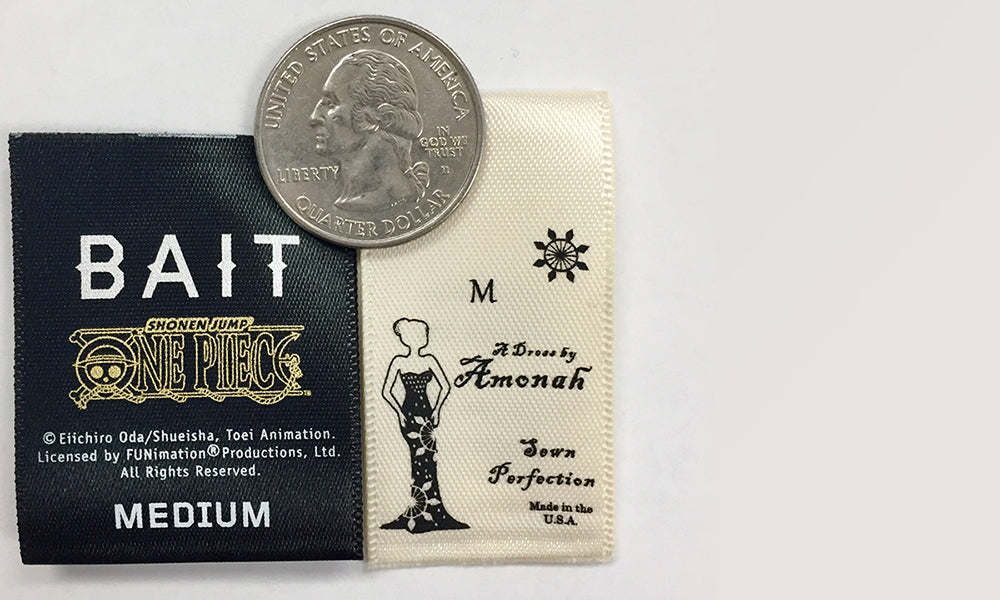 UNITED STATES OF AMERICA
IN
GOD WE
TRUST
LIBERTY
QUARTER DOLLAR
BAIT
SHONEN JUMP
ONE PIECE
™
© Eiichiro Oda/Shueisha, Toei Animation.
Licensed by FUNimation® Productions, Ltd.
All Rights Reserved.
MEDIUM
M
A Dress by
Amonah
Sewn
Perfection
Made in the
U.S.A.